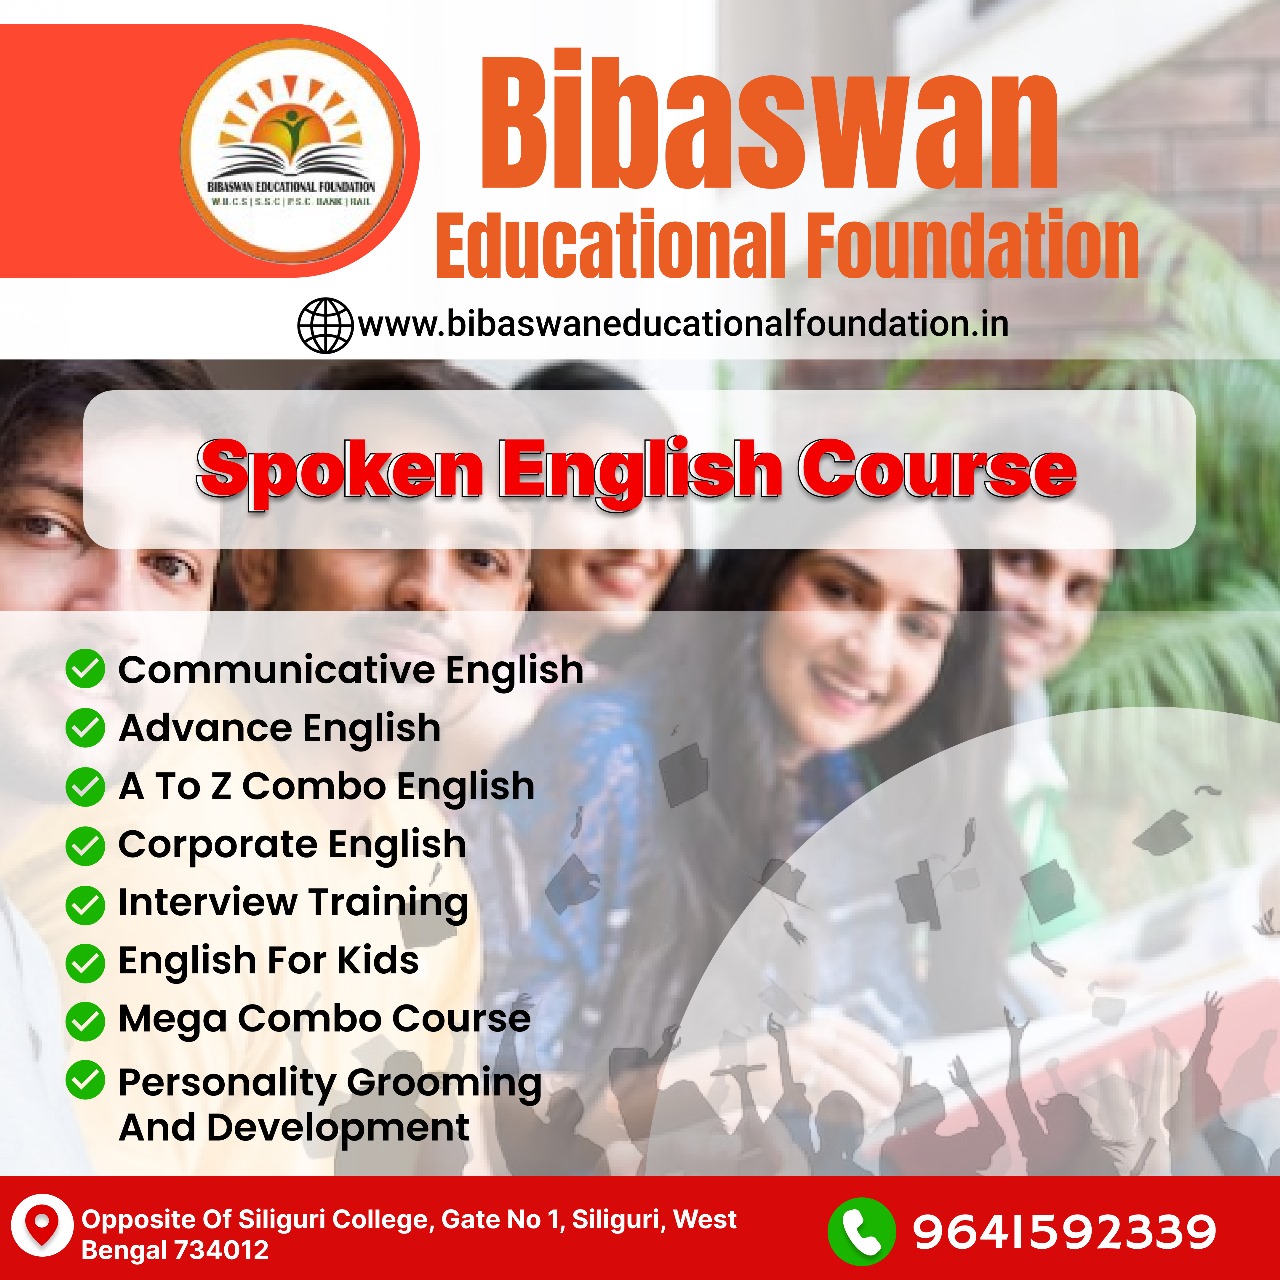 BIBASWAN EDUCATIONAL FOUNDATION
W.B.C.S | S.S.C | P.S.C. BANK | RAIL
Bibaswan
Educational Foundation
www.bibaswaneducationalfoundation.in
Spoken English Course
Communicative English
Advance English
A To Z Combo English
Corporate English
Interview Training
English For Kids
Mega Combo Course
Personality Grooming
And Development
Opposite Of Siliguri College, Gate No 1, Siliguri, West
Bengal 734012
9641592339